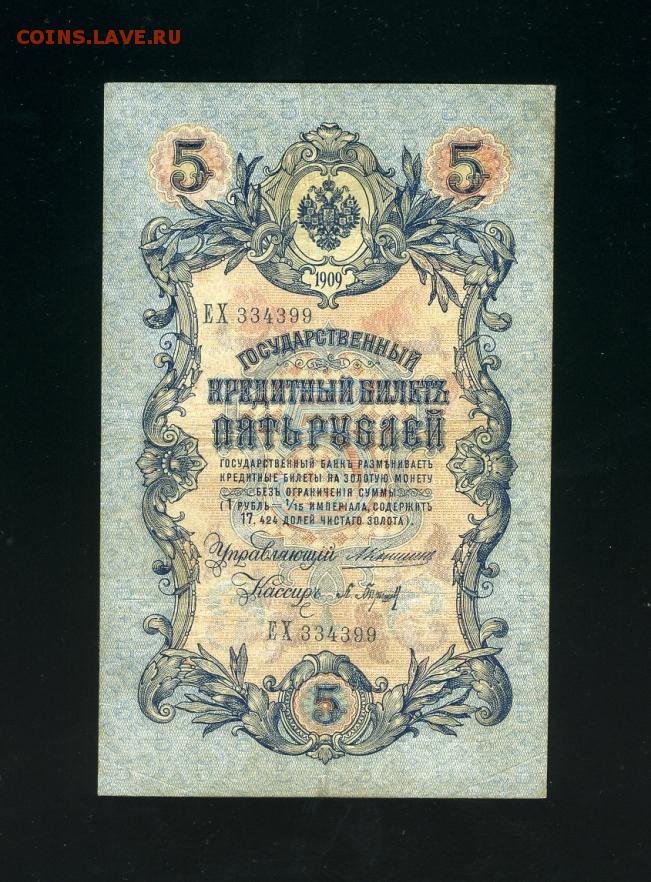 COINS.LAVE.RU
5 5
1909
ЕХ 334399
ГОСУДАРСТВЕННЫЙ
КРЕДИТНЫЙ БИЛЕТЪ
ПЯТЬ РУБЛЕЙ
ГОСУДАРСТВЕННЫЙ БАНКЪ РАЗМѢНИВАЕТЪ
КРЕДИТНЫЕ БИЛЕТЫ НА ЗОЛОТУЮ МОНЕТУ
БЕЗЪ ОГРАНИЧЕНІЯ СУММЫ
(1 РУБЛЬ = 1/15 ИМПЕРІАЛА, СОДЕРЖИТЪ
17,424 ДОЛЕЙ ЧИСТАГО ЗОЛОТА).
Управляющій
Кассиръ
ЕХ 334399
5